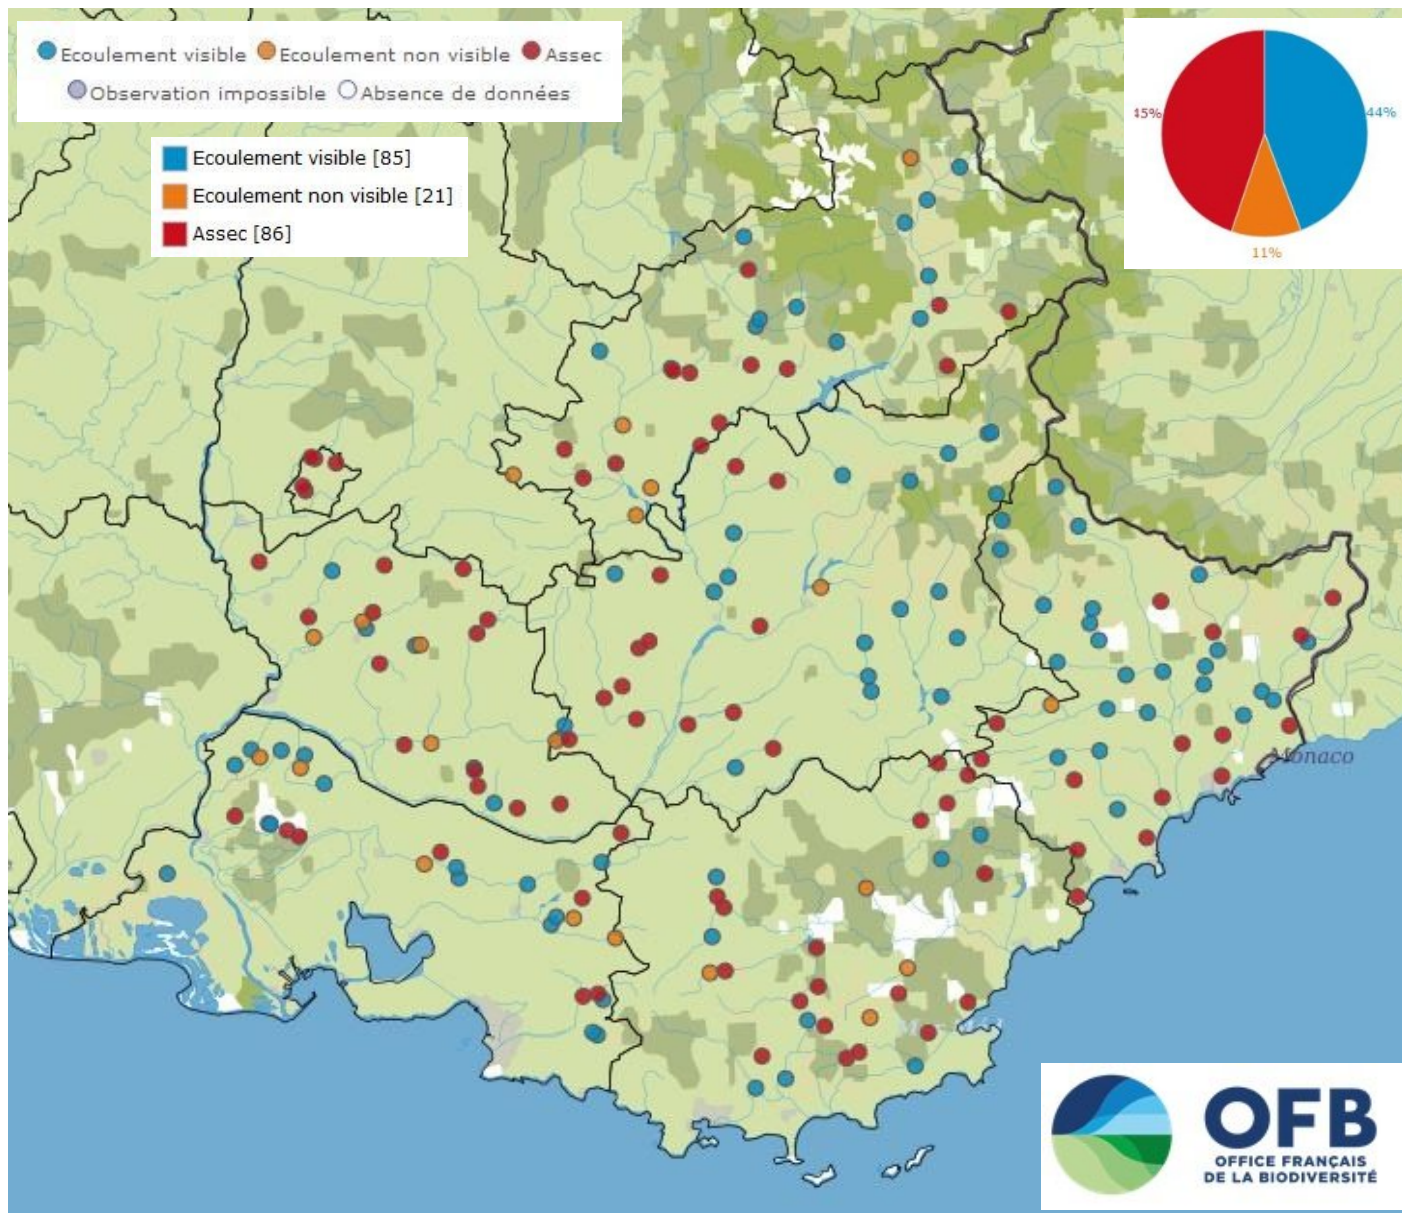 Ecoulement visible Ecoulement non visible Assec
Observation impossible Absence de données
Ecoulement visible [85]
Ecoulement non visible [21]
Assec [86]
15%
44%
11%
Monaco
OFB
OFFICE FRANÇAIS
DE LA BIODIVERSITÉ